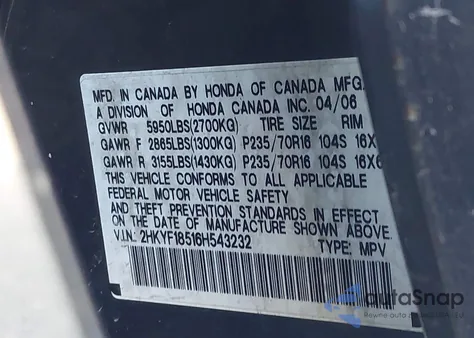 MFD. IN CANADA BY HONDA OF CANADA MFG.
A DIVISION OF HONDA CANADA INC. 04/06
GVWR 5950LBS(2700KG) TIRE SIZE RIM
GAWR F 2865LBS(1300KG) P235/70R16 104S 16X
GAWR R 3155LBS(1430KG) P235/70R16 104S 16X6
THIS VEHICLE CONFORMS TO ALL APPLICABLE
FEDERAL MOTOR VEHICLE SAFETY
AND THEFT PREVENTION STANDARDS IN EFFECT
ON THE DATE OF MANUFACTURE SHOWN ABOVE.
V.I.N: 2HKYF18516H543232 TYPE: MPV
autaSnap